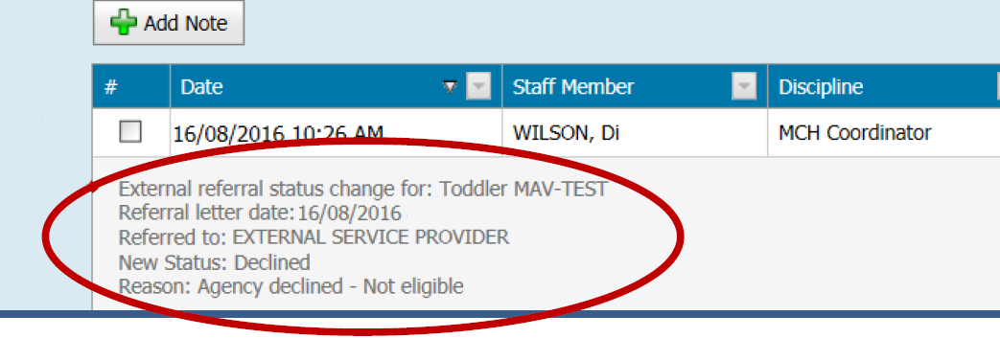 Add Note
# Date Staff Member Discipline
16/08/2016 10:26 AM WILSON, Di MCH Coordinator
External referral status change for: Toddler MAV-TEST
Referral letter date: 16/08/2016
Referred to: EXTERNAL SERVICE PROVIDER
New Status: Declined
Reason: Agency declined - Not eligible